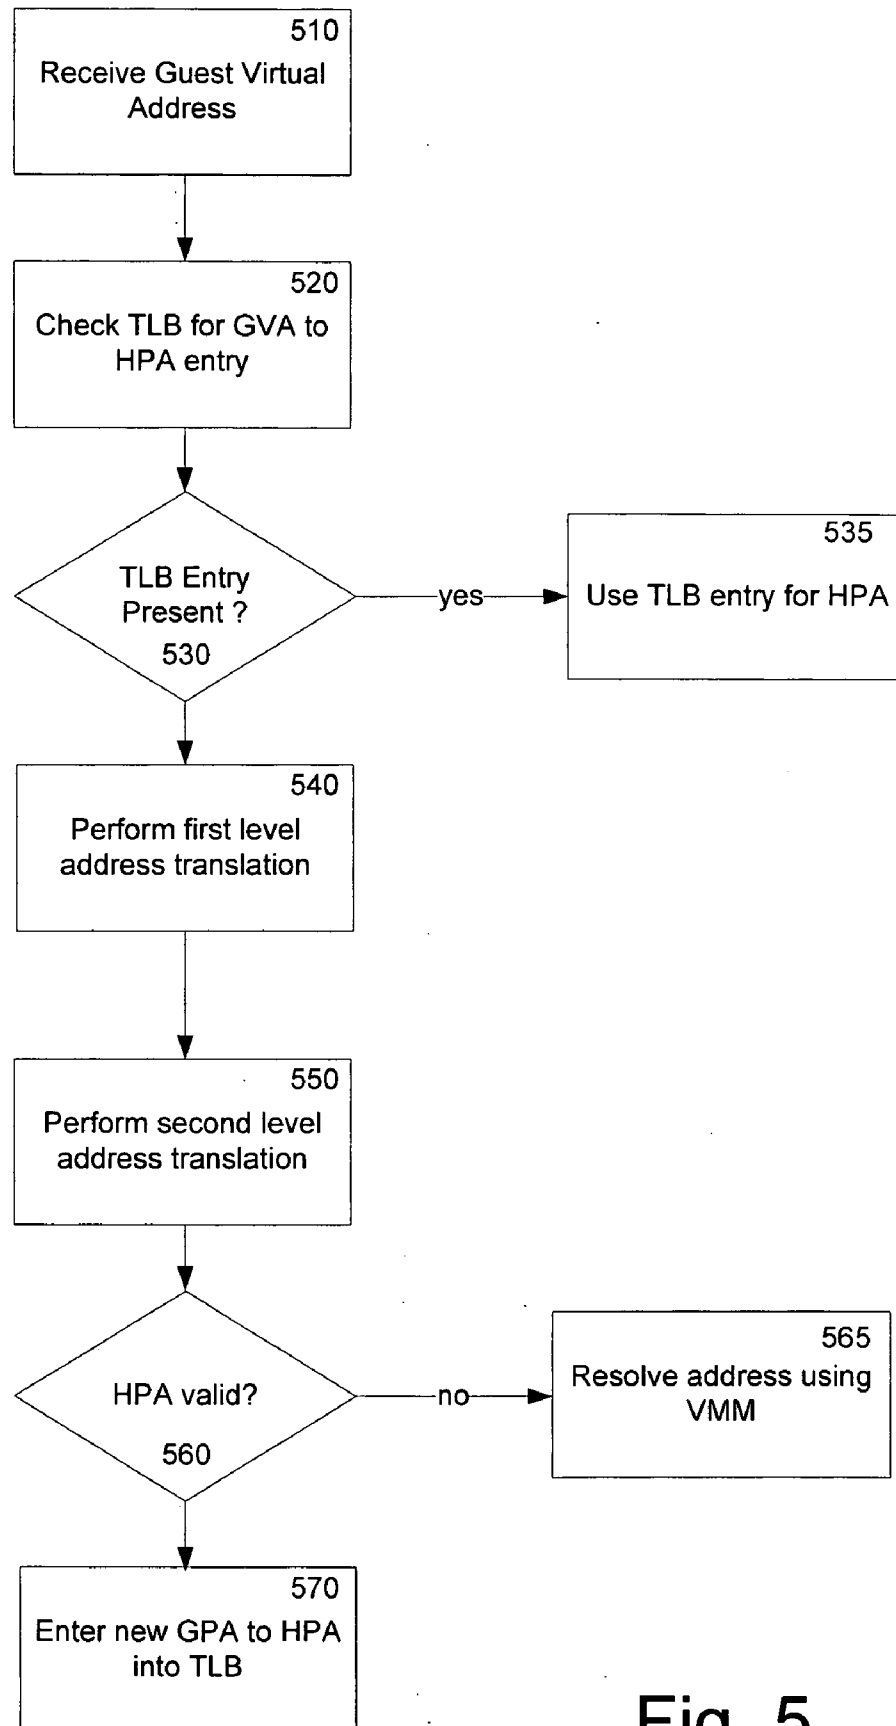 510
Receive Guest Virtual
Address
520
Check TLB for GVA to
HPA entry
TLB Entry
Present ?
530
yes
535
Use TLB entry for HPA
540
Perform first level
address translation
550
Perform second level
address translation
HPA valid?
560
no
565
Resolve address using
VMM
570
Enter new GPA to HPA
into TLB
Fig. 5